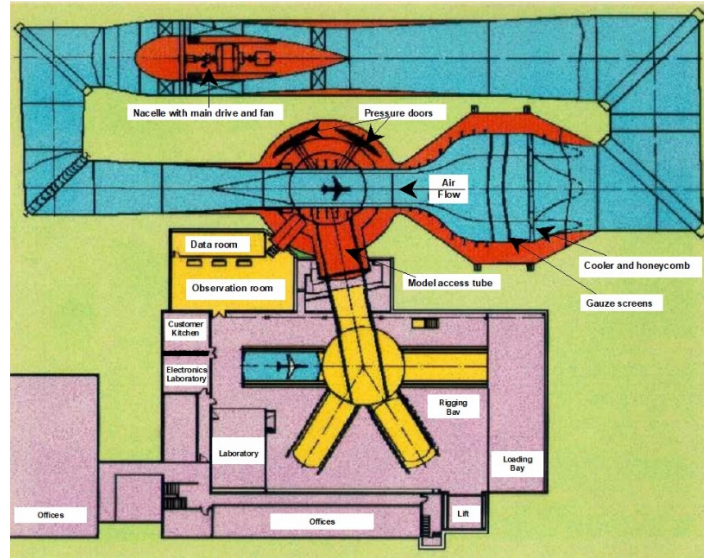 Nacelle with main drive and fan
Pressure doors
Air
Flow
Cooler and honeycomb
Gauze screens
Model access tube
Data room
Observation room
Customer
Kitchen
Electronics
Laboratory
Rigging
Bay
Laboratory
Loading
Bay
Offices
Offices
Lift